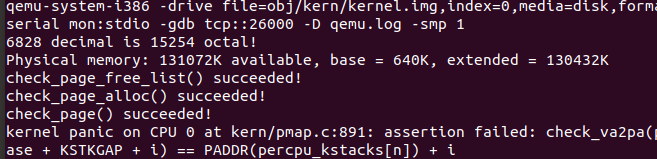 qemu-system-i386 -drive file=obj/kern/kernel.img,index=0,media=disk,forma
serial mon:stdio -gdb tcp::26000 -D qemu.log -smp 1
6828 decimal is 15254 octal!
Physical memory: 131072K available, base = 640K, extended = 130432K
check_page_free_list() succeeded!
check_page_alloc() succeeded!
check_page() succeeded!
kernel panic on CPU 0 at kern/pmap.c:891: assertion failed: check_va2pa(p
ase + KSTKGAP + i) == PADDR(percpu_kstacks[n]) + i